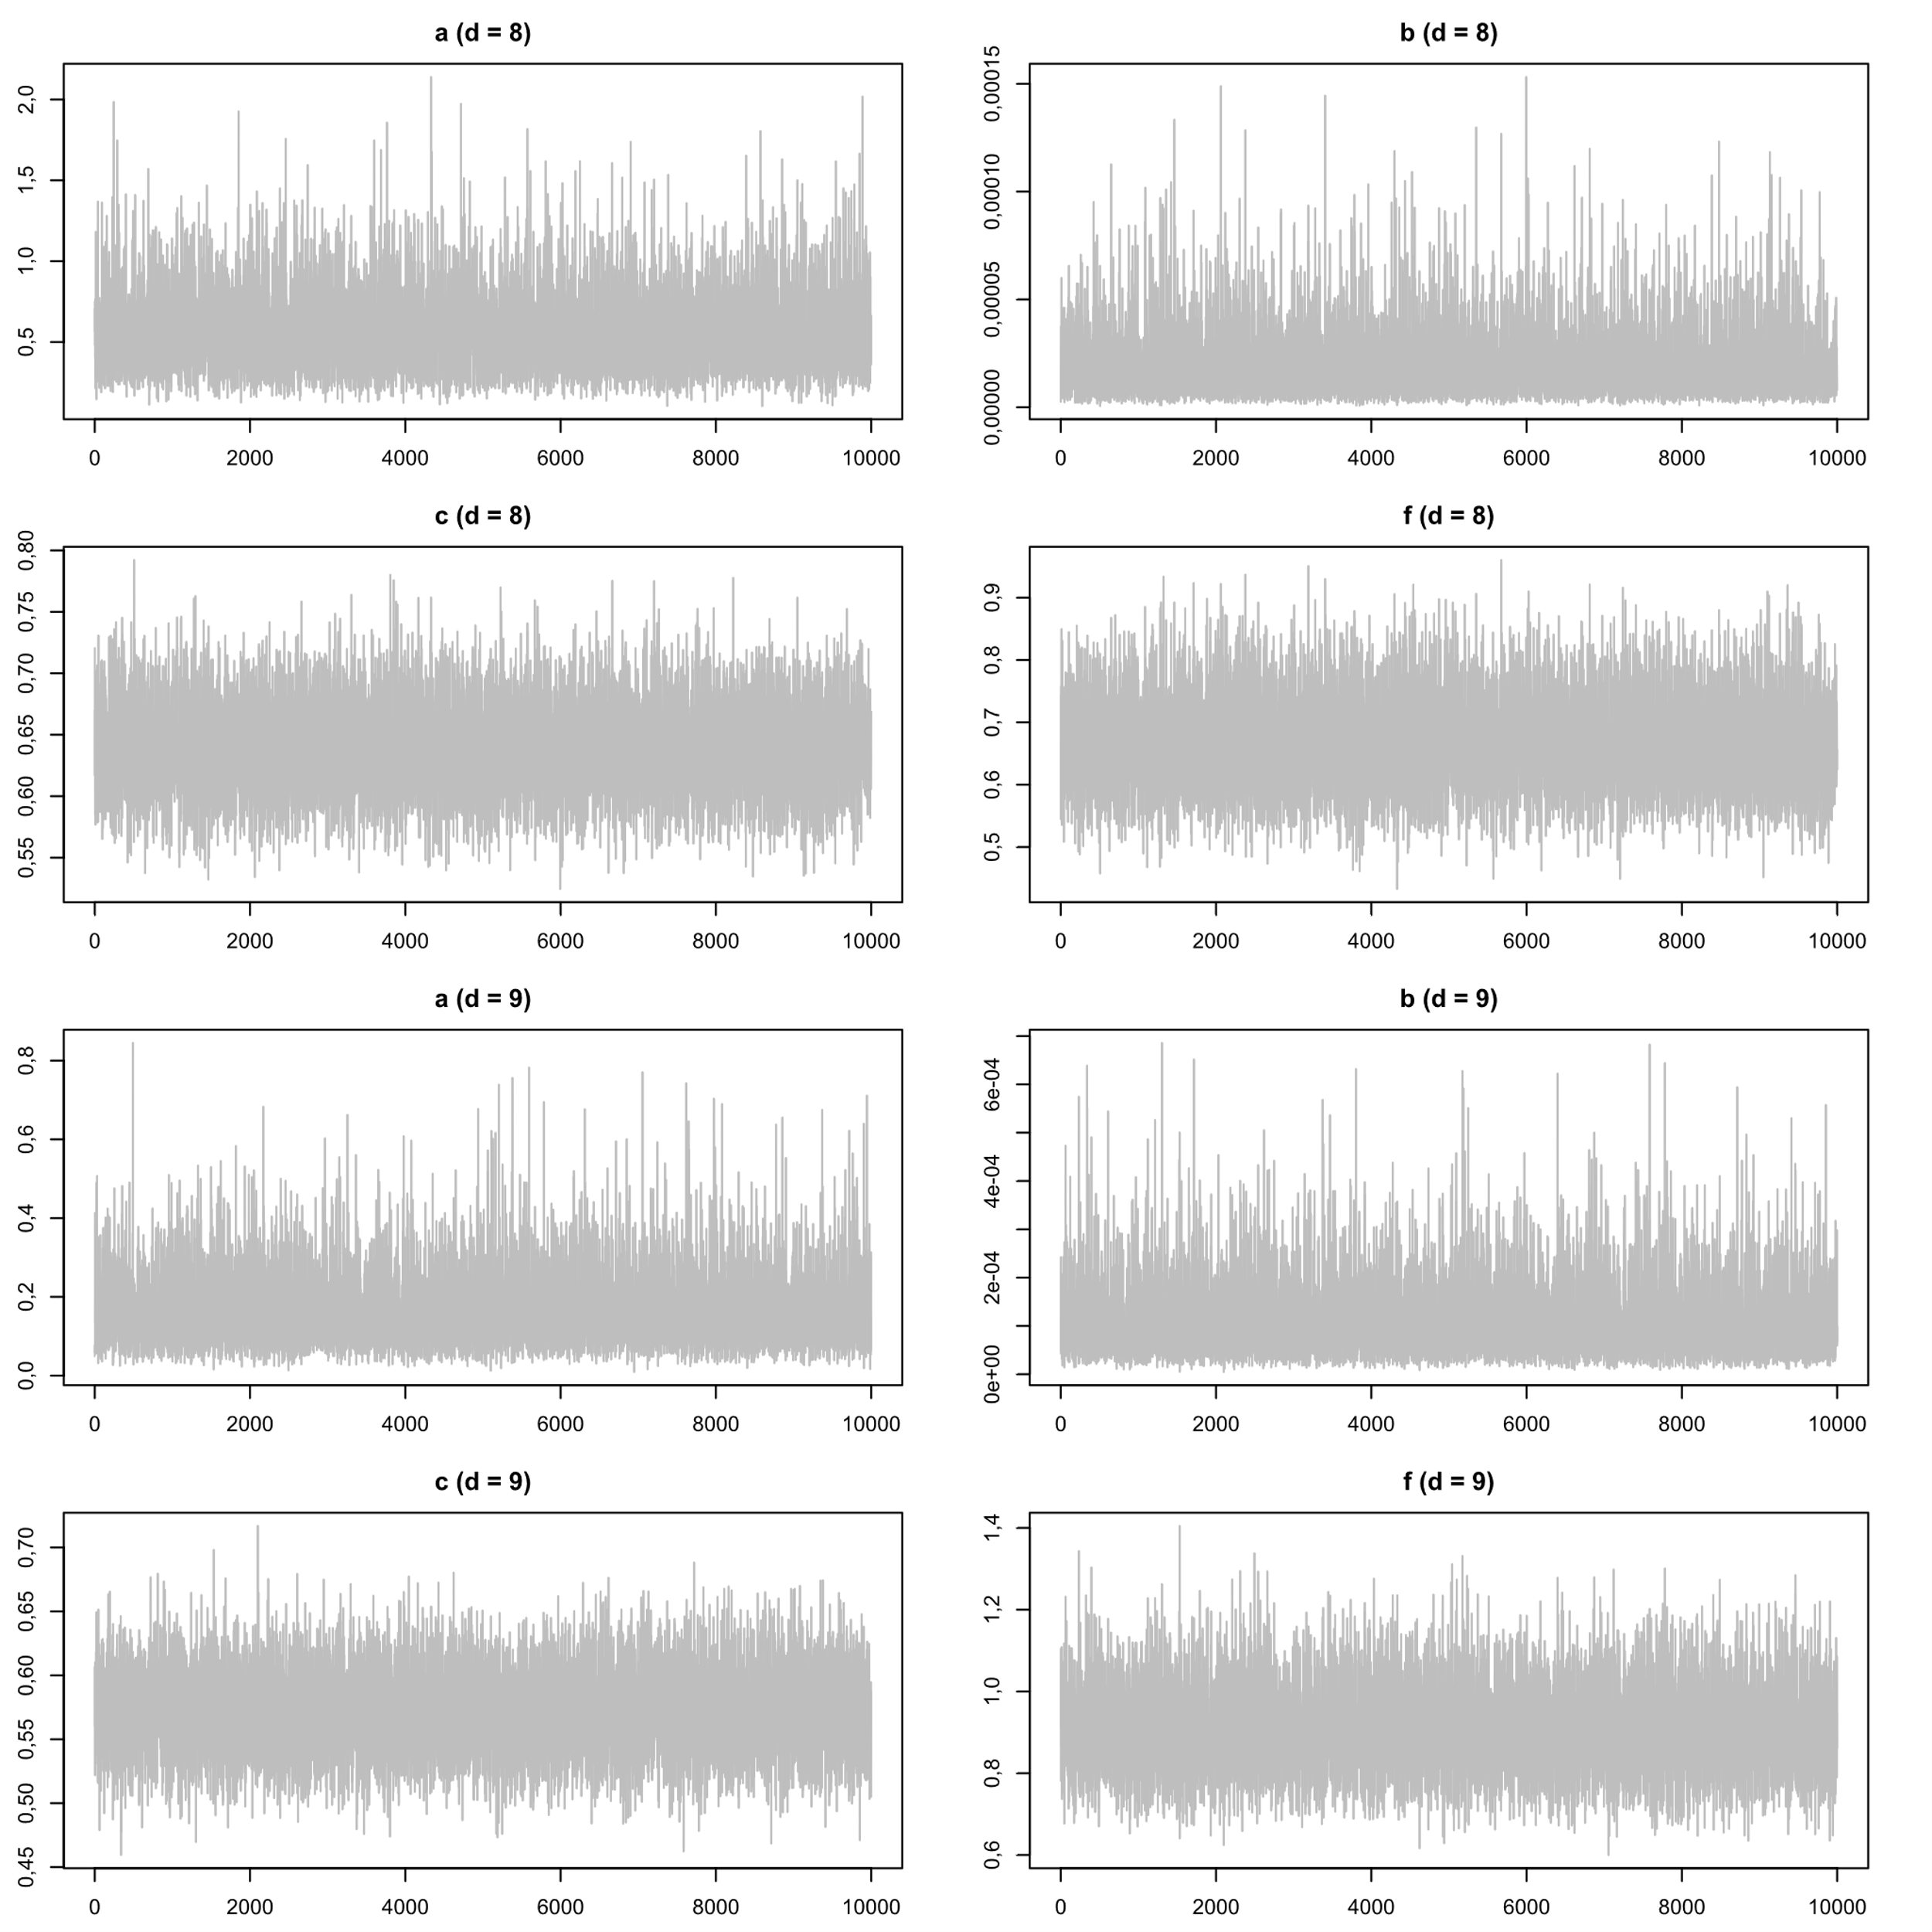 a (d = 8)
2,0
1,5
1,0
0,5
0 2000 4000 6000 8000 10000
b (d = 8)
0,00015
0,00010
0,00005
0,00000
0 2000 4000 6000 8000 10000
c (d = 8)
0,80
0,75
0,70
0,65
0,60
0,55
0 2000 4000 6000 8000 10000
f (d = 8)
0,9
0,8
0,7
0,6
0,5
0 2000 4000 6000 8000 10000
a (d = 9)
0,8
0,6
0,4
0,2
0,0
0 2000 4000 6000 8000 10000
b (d = 9)
6e-04
4e-04
2e-04
0e+00
0 2000 4000 6000 8000 10000
c (d = 9)
0,70
0,65
0,60
0,55
0,50
0,45
0 2000 4000 6000 8000 10000
f (d = 9)
1,4
1,2
1,0
0,8
0,6
0 2000 4000 6000 8000 10000